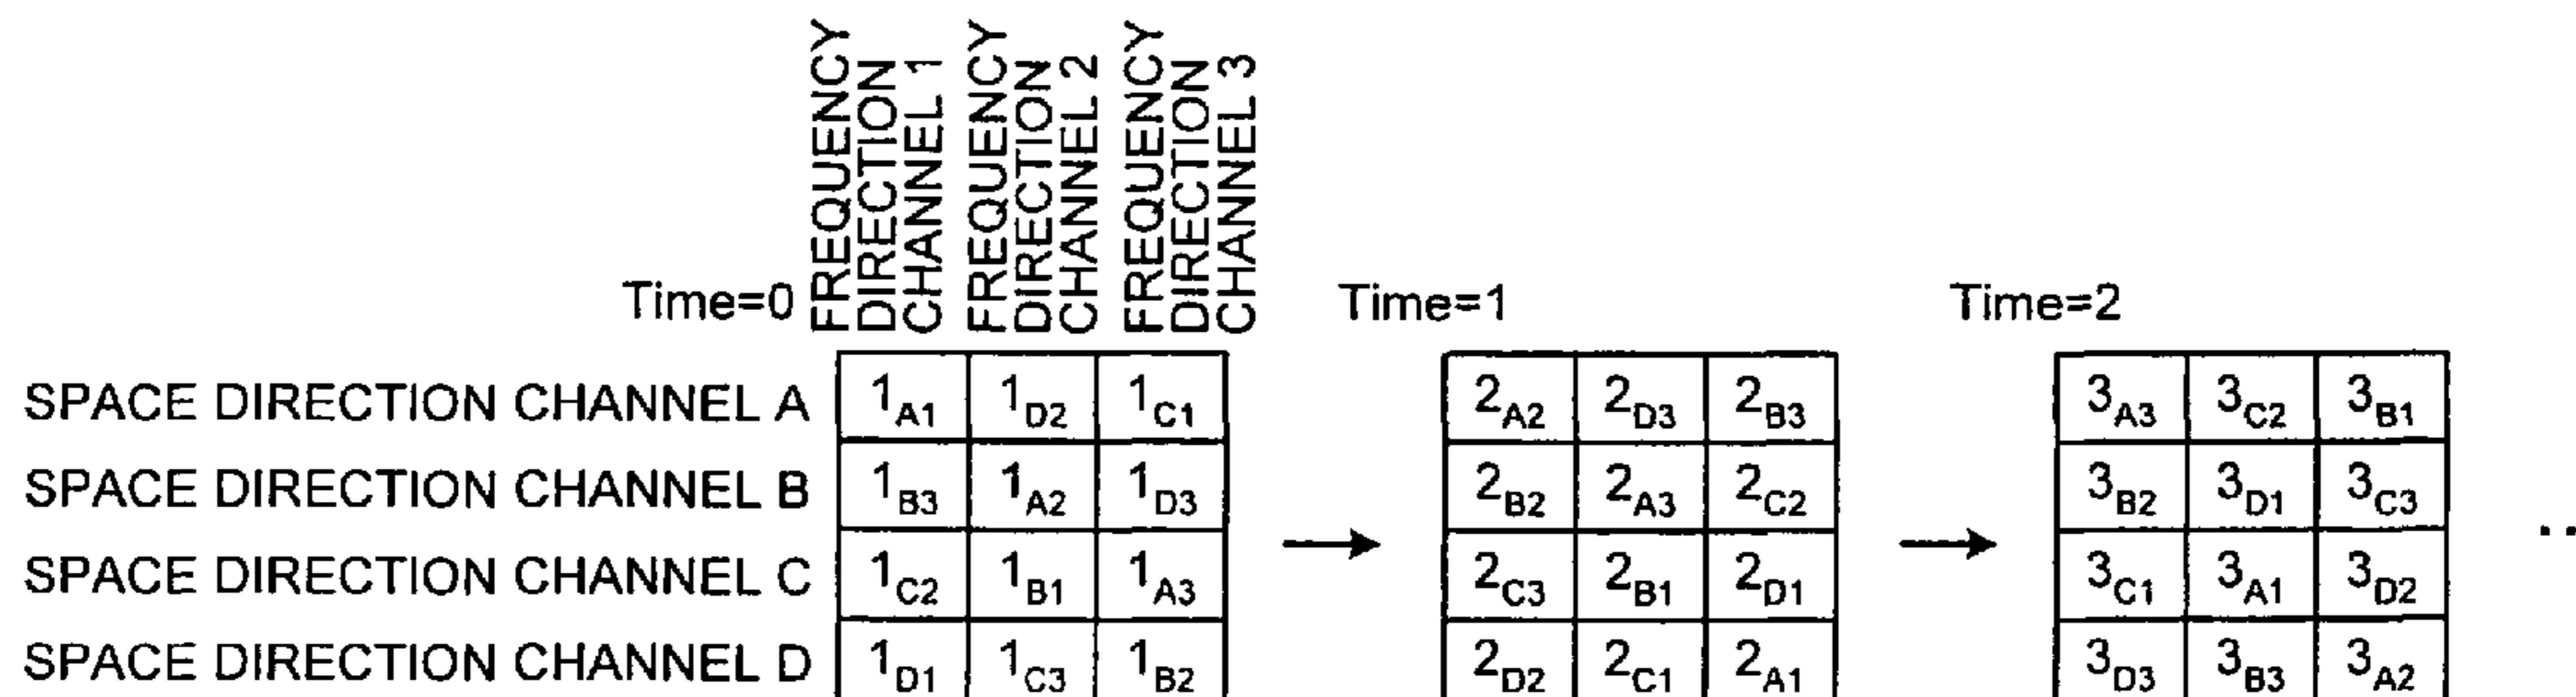 FREQUENCY
DIRECTION
CHANNEL 1
FREQUENCY
DIRECTION
CHANNEL 2
FREQUENCY
DIRECTION
CHANNEL 3
Time=0 Time=1 Time=2
SPACE DIRECTION CHANNEL A 1A1 1D2 1C1 2A2 2D3 2B3 3A3 3C2 3B1
SPACE DIRECTION CHANNEL B 1B3 1A2 1D3 2B2 2A3 2C2 3B2 3D1 3C3
SPACE DIRECTION CHANNEL C 1C2 1B1 1A3 → 2C3 2B1 2D1 → 3C1 3A1 3D2 ..
SPACE DIRECTION CHANNEL D 1D1 1C3 1B2 2D2 2C1 2A1 3D3 3B3 3A2